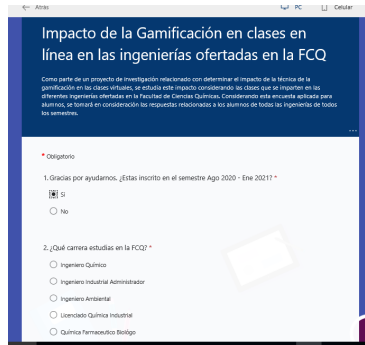 Atrás
PC
Celular
Impacto de la Gamificación en clases en
línea en las ingenierías ofertadas en la FCQ
Como parte de un proyecto de investigación relacionado con determinar el impacto de la técnica de la
gamificación en las clases virtuales, se estudia este impacto considerando las clases que se imparten en las
diferentes ingenierías ofertadas en la Facultad de Ciencias Químicas. Considerando esta encuesta aplicada para
alumnos, se tomará en consideración las respuestas relacionadas a los alumnos de todas las ingenierías de todos
los semestres.
* Obligatorio
1. Gracias por ayudarnos. ¿Estas inscrito en el semestre Ago 2020 - Ene 2021? *
Si
No
2. ¿Qué carrera estudias en la FCQ? *
Ingeniero Químico
Ingeniero Industrial Administrador
Ingeniero Ambiental
Licenciado Química Industrial
Química Farmaceutico Biológo